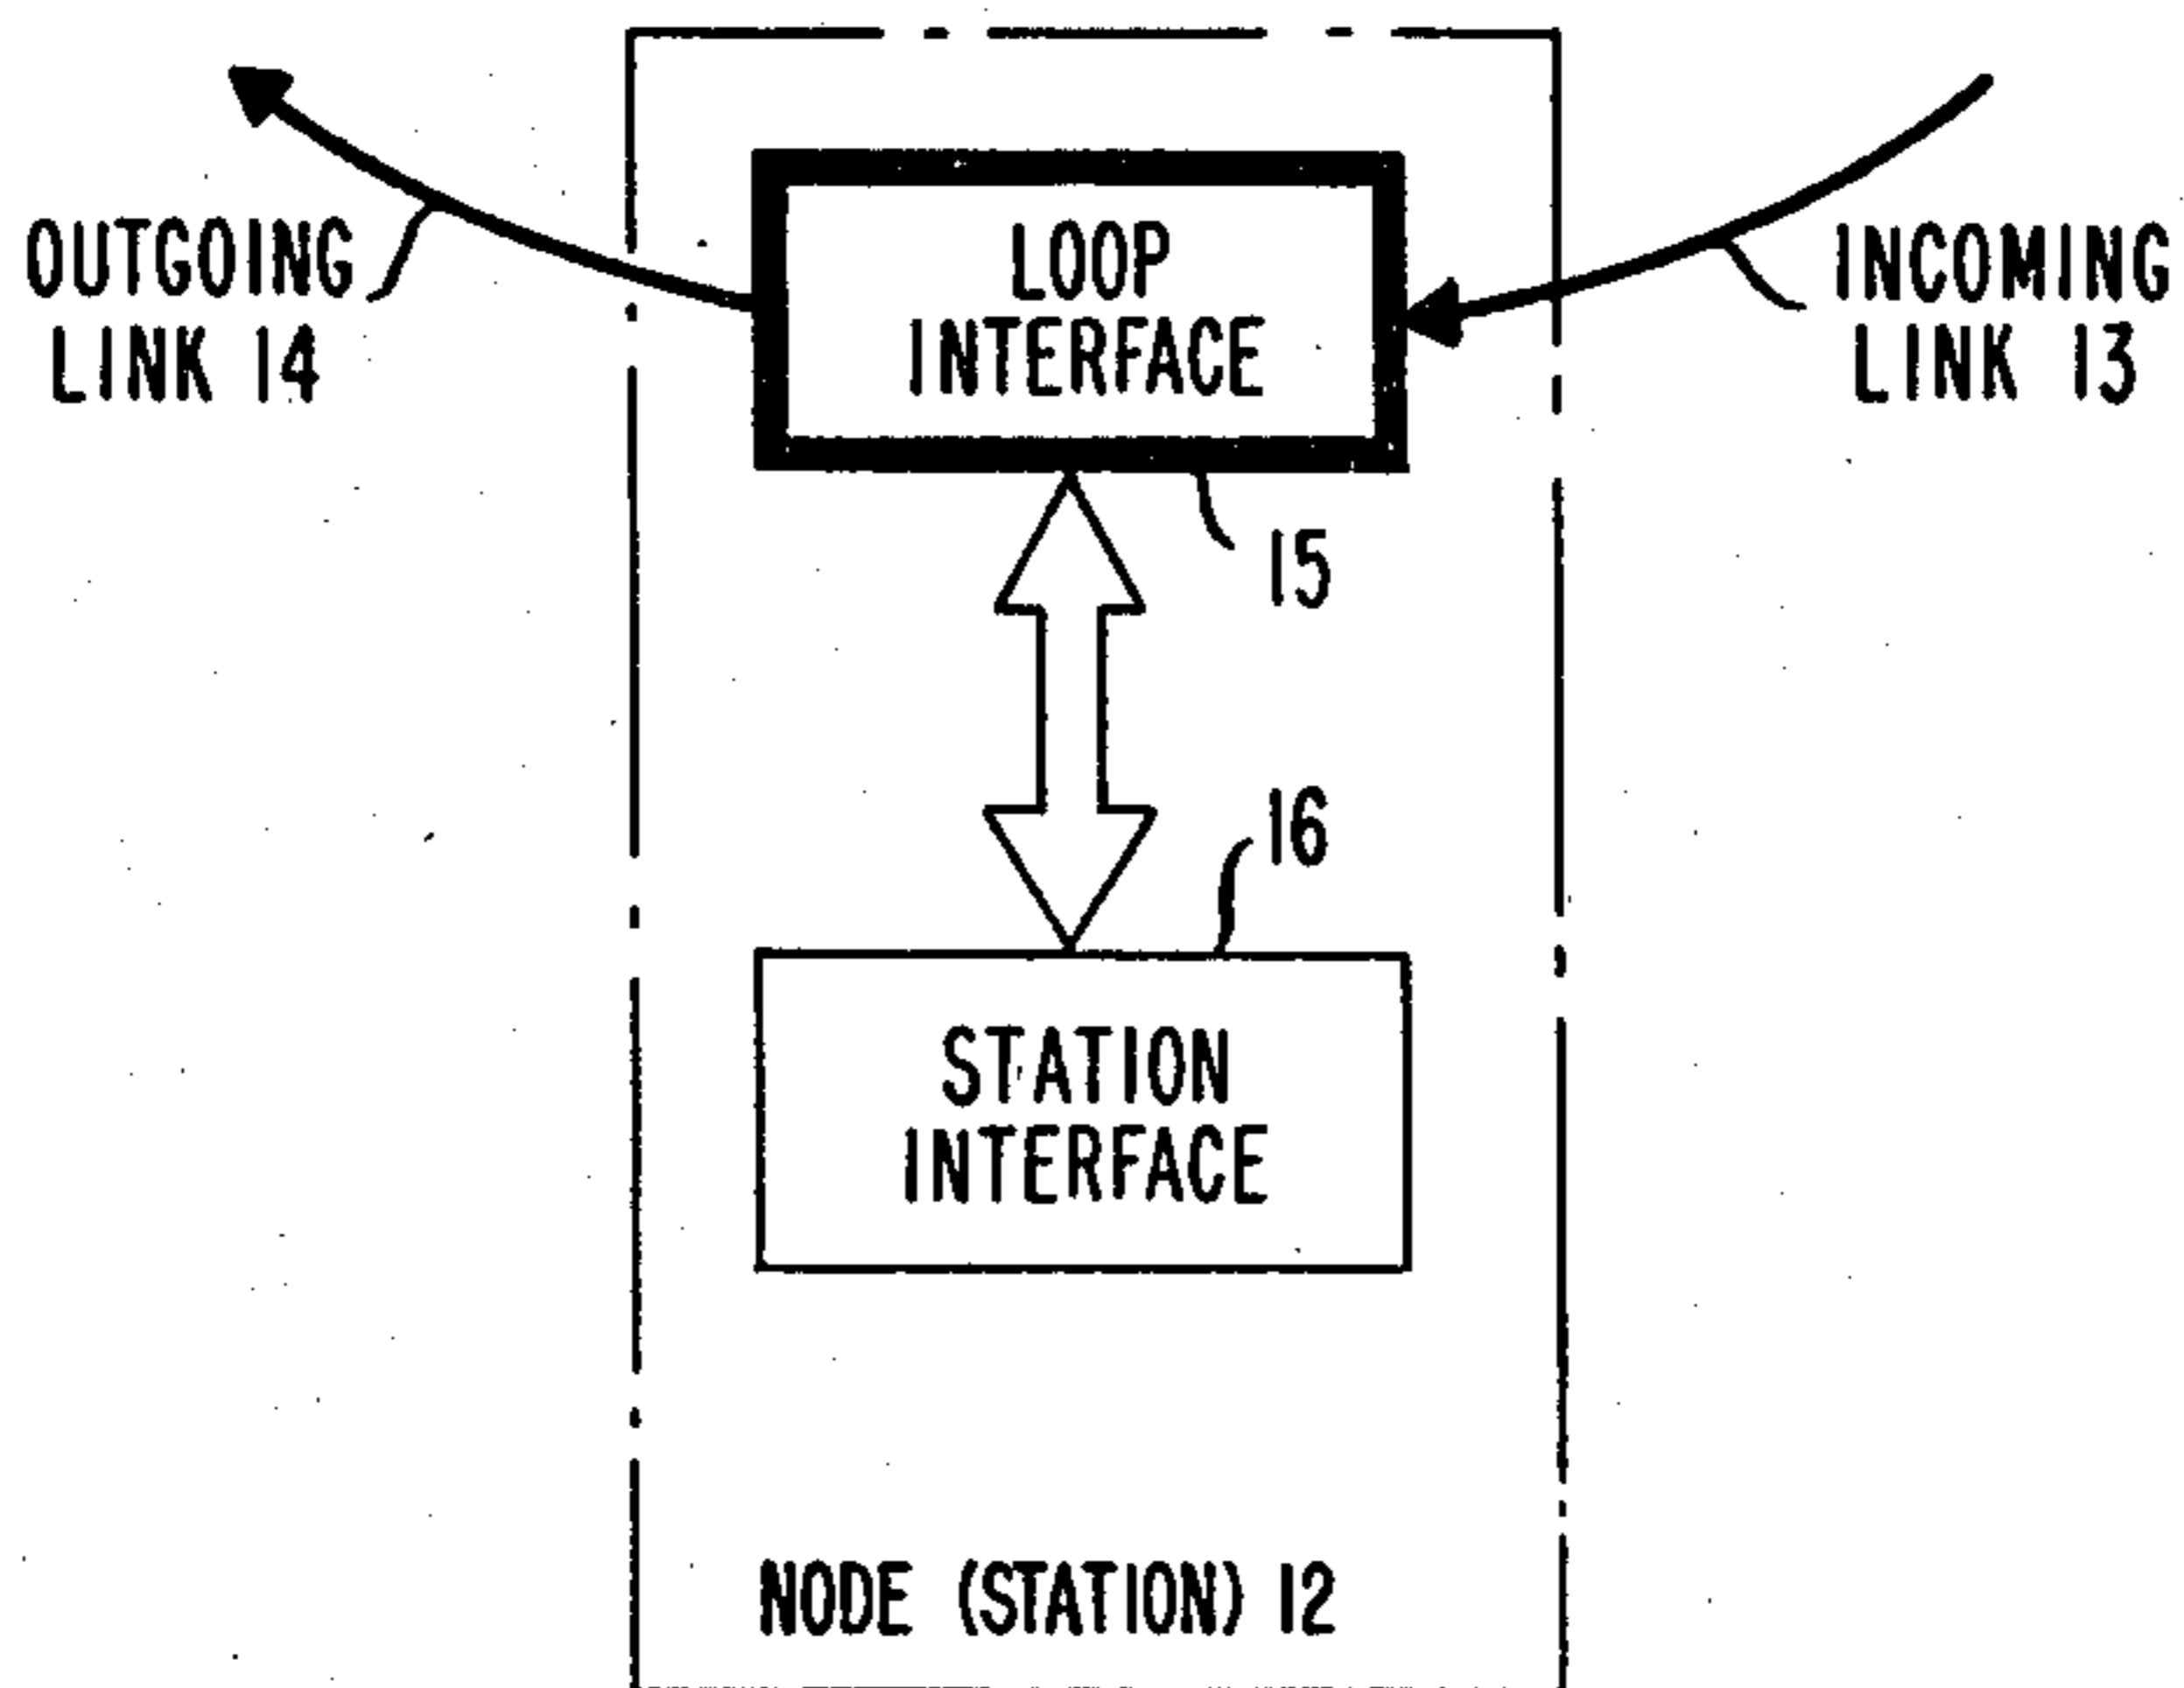 OUTGOING
LINK 14
LOOP
INTERFACE
INCOMING
LINK 13
15
16
STATION
INTERFACE
NODE (STATION) 12